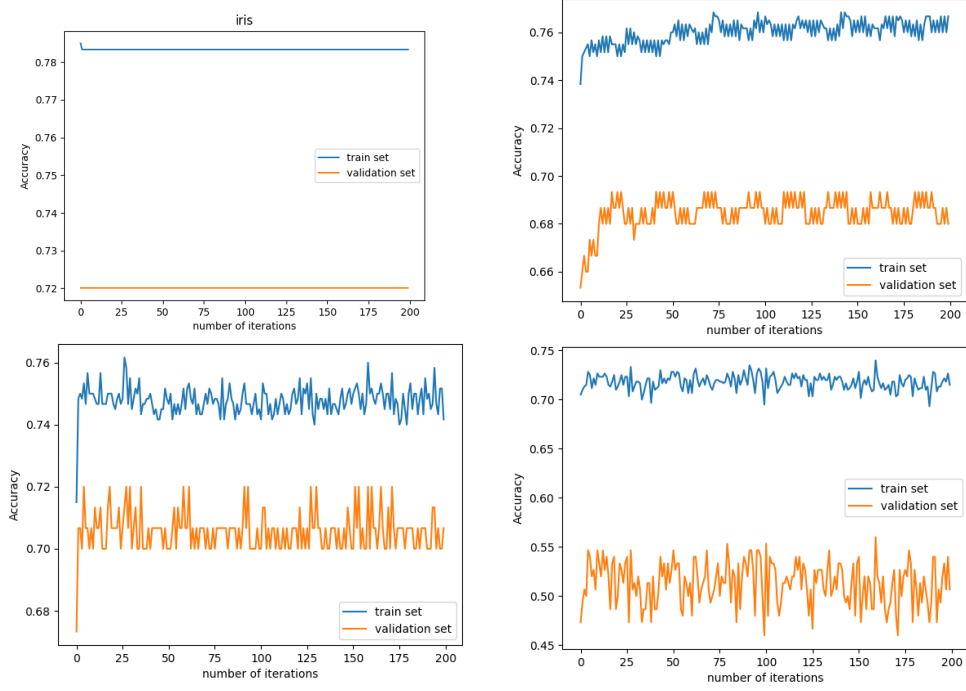 iris
0.78
0.77
0.76
0.75
0.74
0.73
0.72
Accuracy
train set
validation set
0 25 50 75 100 125 150 175 200
number of iterations
0.76
0.74
0.72
0.70
0.68
0.66
Accuracy
train set
validation set
0 25 50 75 100 125 150 175 200
number of iterations
0.76
0.74
0.72
0.70
0.68
Accuracy
train set
validation set
0 25 50 75 100 125 150 175 200
number of iterations
0.75
0.70
0.65
0.60
0.55
0.50
0.45
Accuracy
train set
validation set
0 25 50 75 100 125 150 175 200
number of iterations